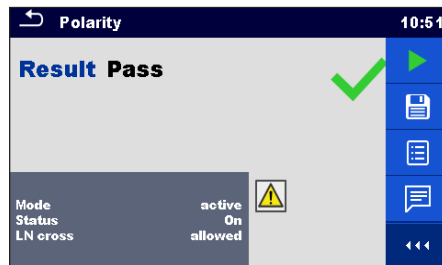 Polarity 10:51
Result Pass
Mode active
Status On
LN cross allowed